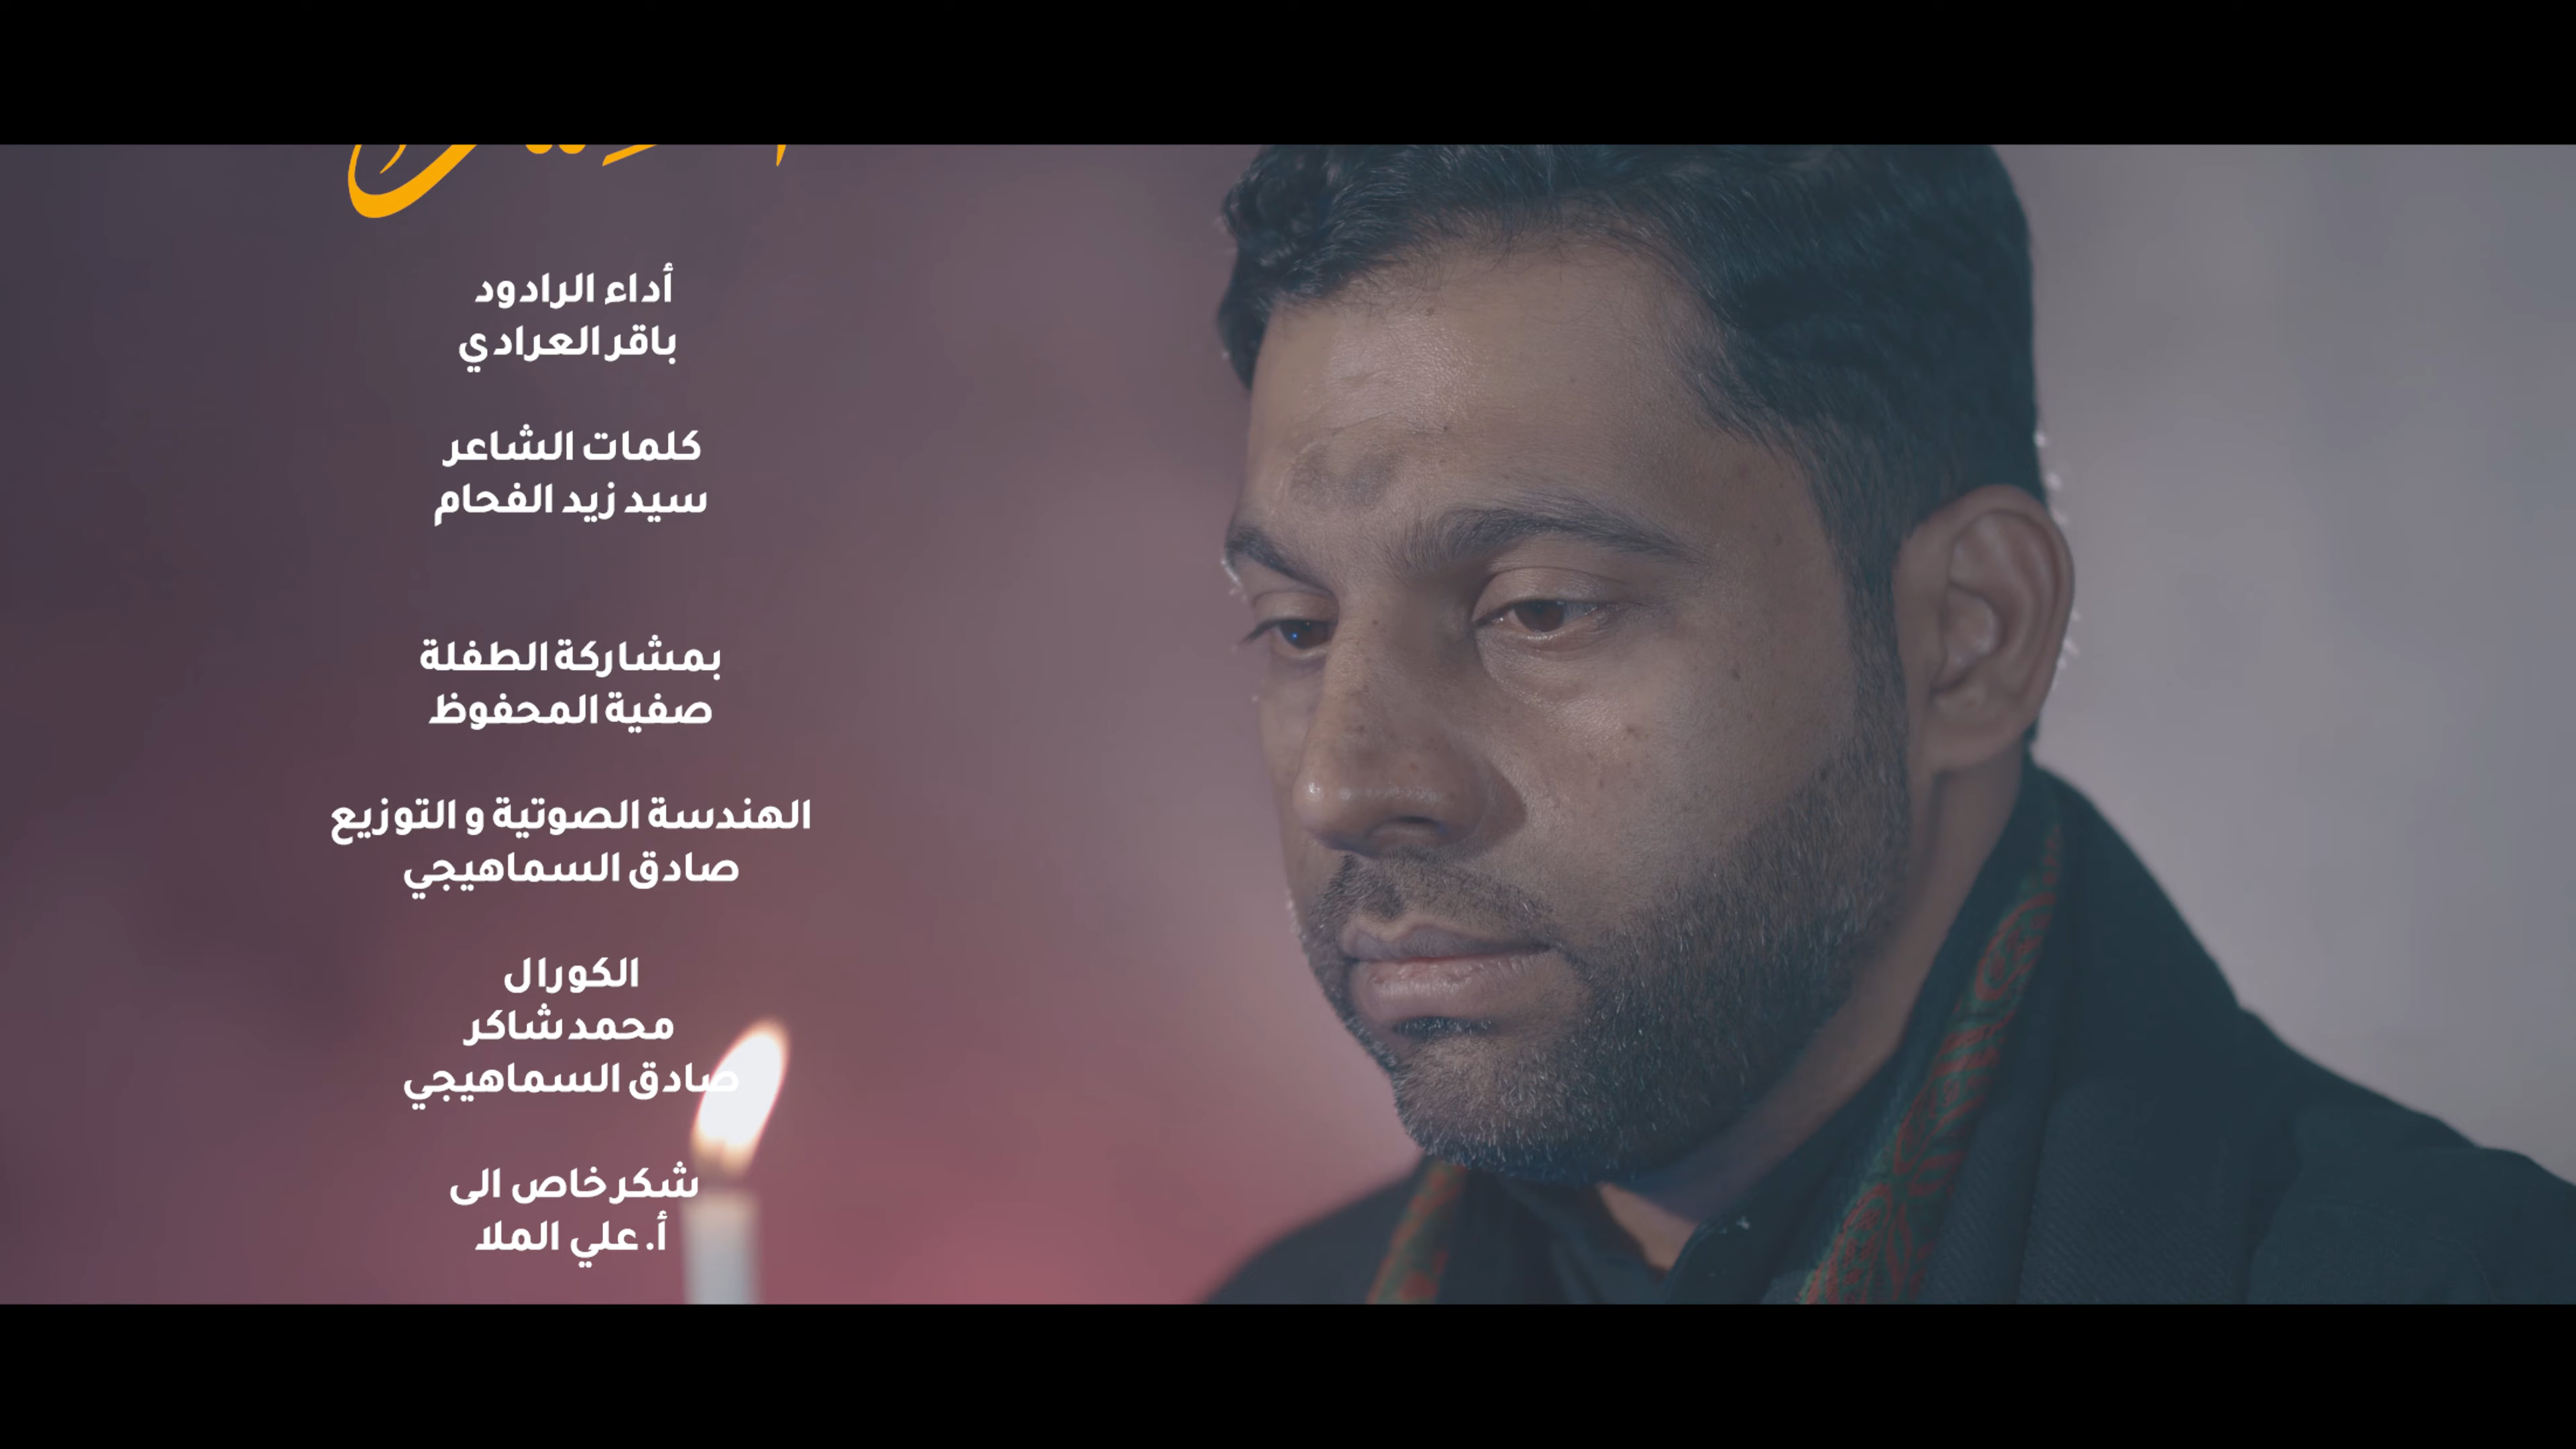 أداء الرادود
باقر العرادي
كلمات الشاعر
سيد زيد الفحام
بمشاركة الطفلة
صفية المحفوظ
الهندسة الصوتية و التوزيع
صادق السماهيجي
الكورال
محمد شاكر
صادق السماهيجي
شكر خاص الى
أ. علي الملا